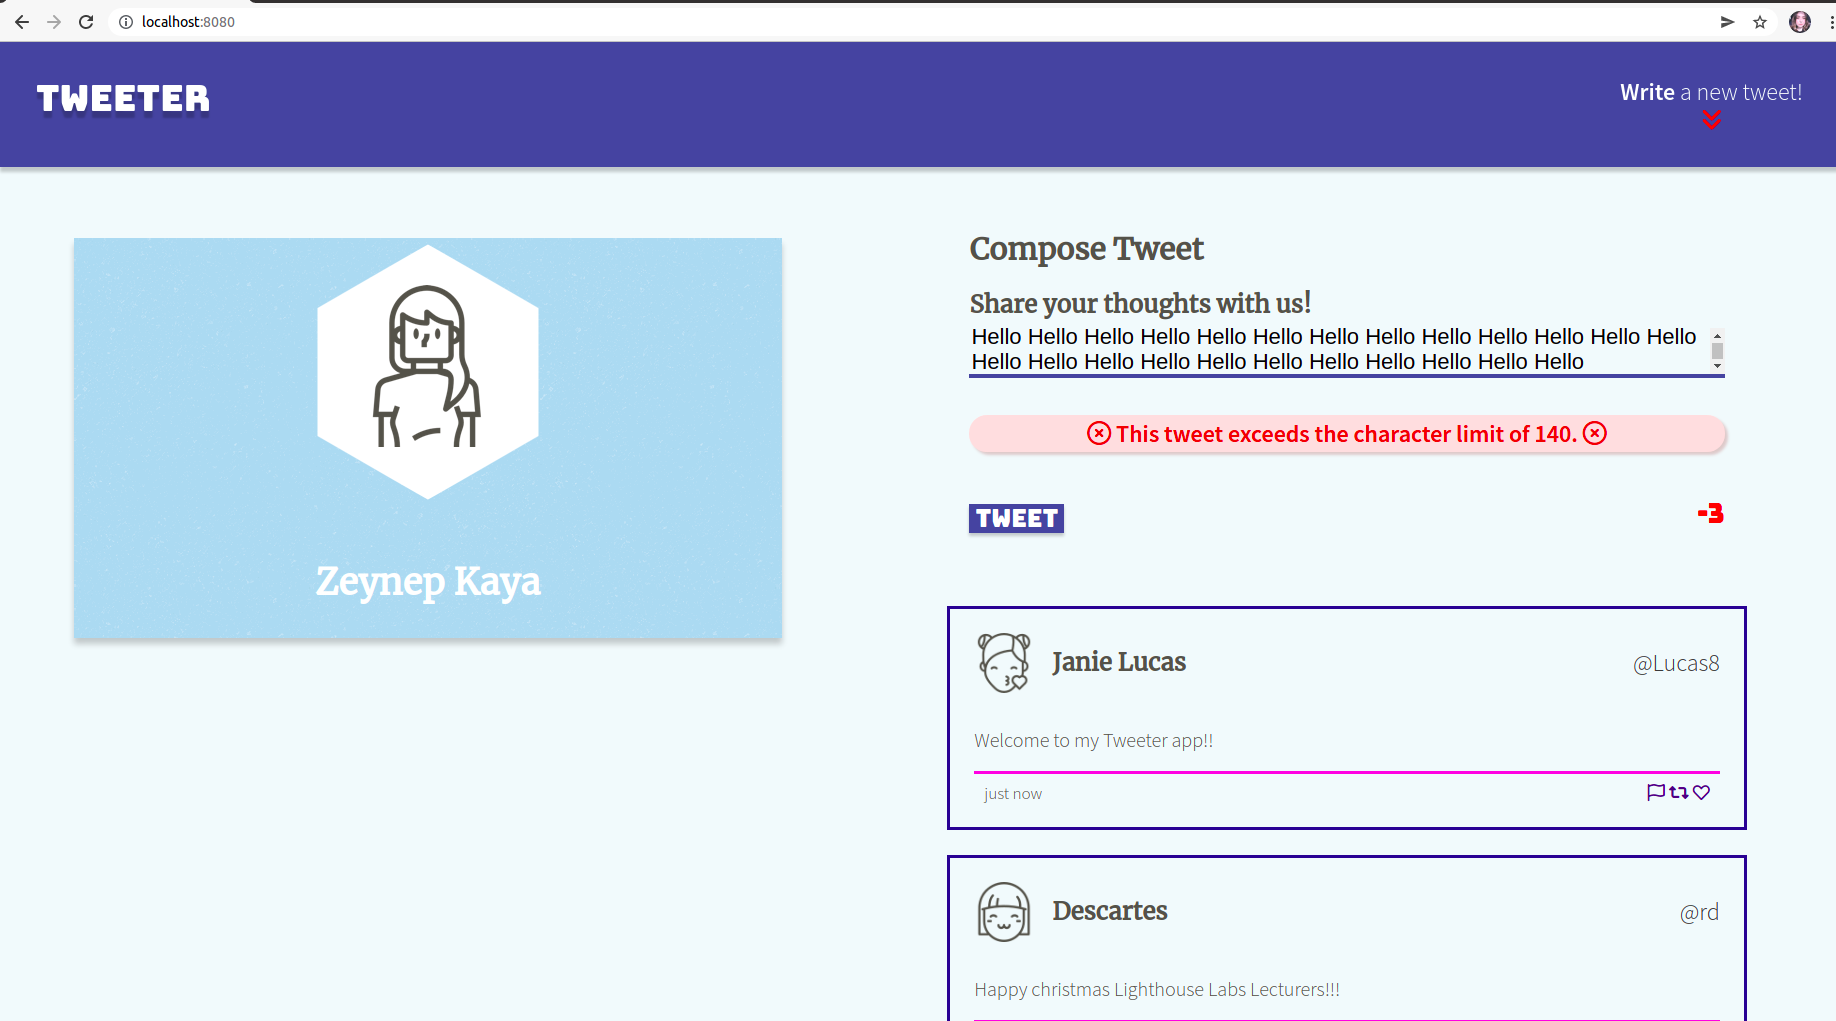 localhost:8080
TWEETER
Write a new tweet!
Zeynep Kaya
Compose Tweet
Share your thoughts with us!
Hello Hello Hello Hello Hello Hello Hello Hello Hello Hello Hello Hello Hello
Hello Hello Hello Hello Hello Hello Hello Hello Hello Hello Hello
This tweet exceeds the character limit of 140.
TWEET
-3
Janie Lucas
@Lucas8
Welcome to my Tweeter app!!
just now
Descartes
@rd
Happy christmas Lighthouse Labs Lecturers!!!